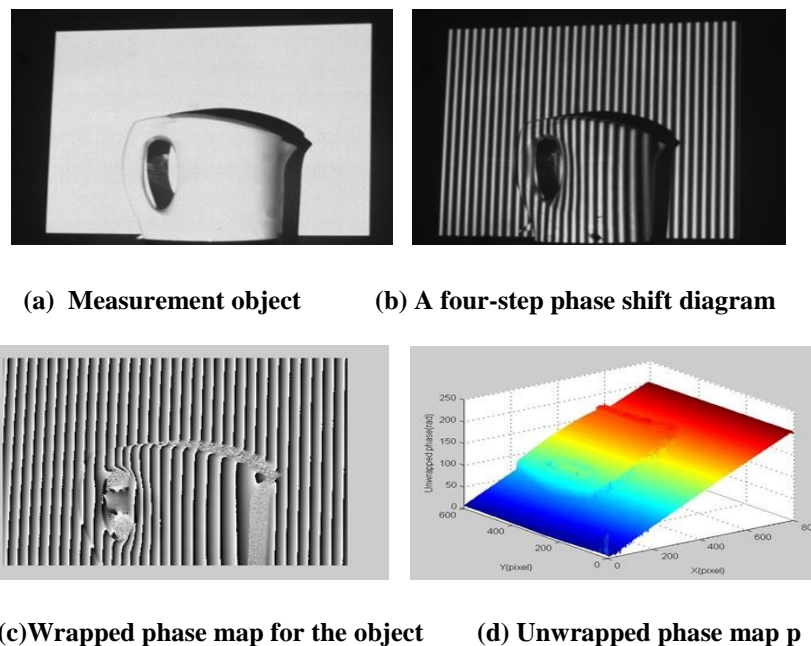 (a) Measurement object
(b) A four-step phase shift diagram
250
200
150
100
50
0
Unwrapped phase(rad)
600
400
200
0
Y(pixel)
0
200
400
600
80
X(pixel)
(c)Wrapped phase map for the object
(d) Unwrapped phase map p